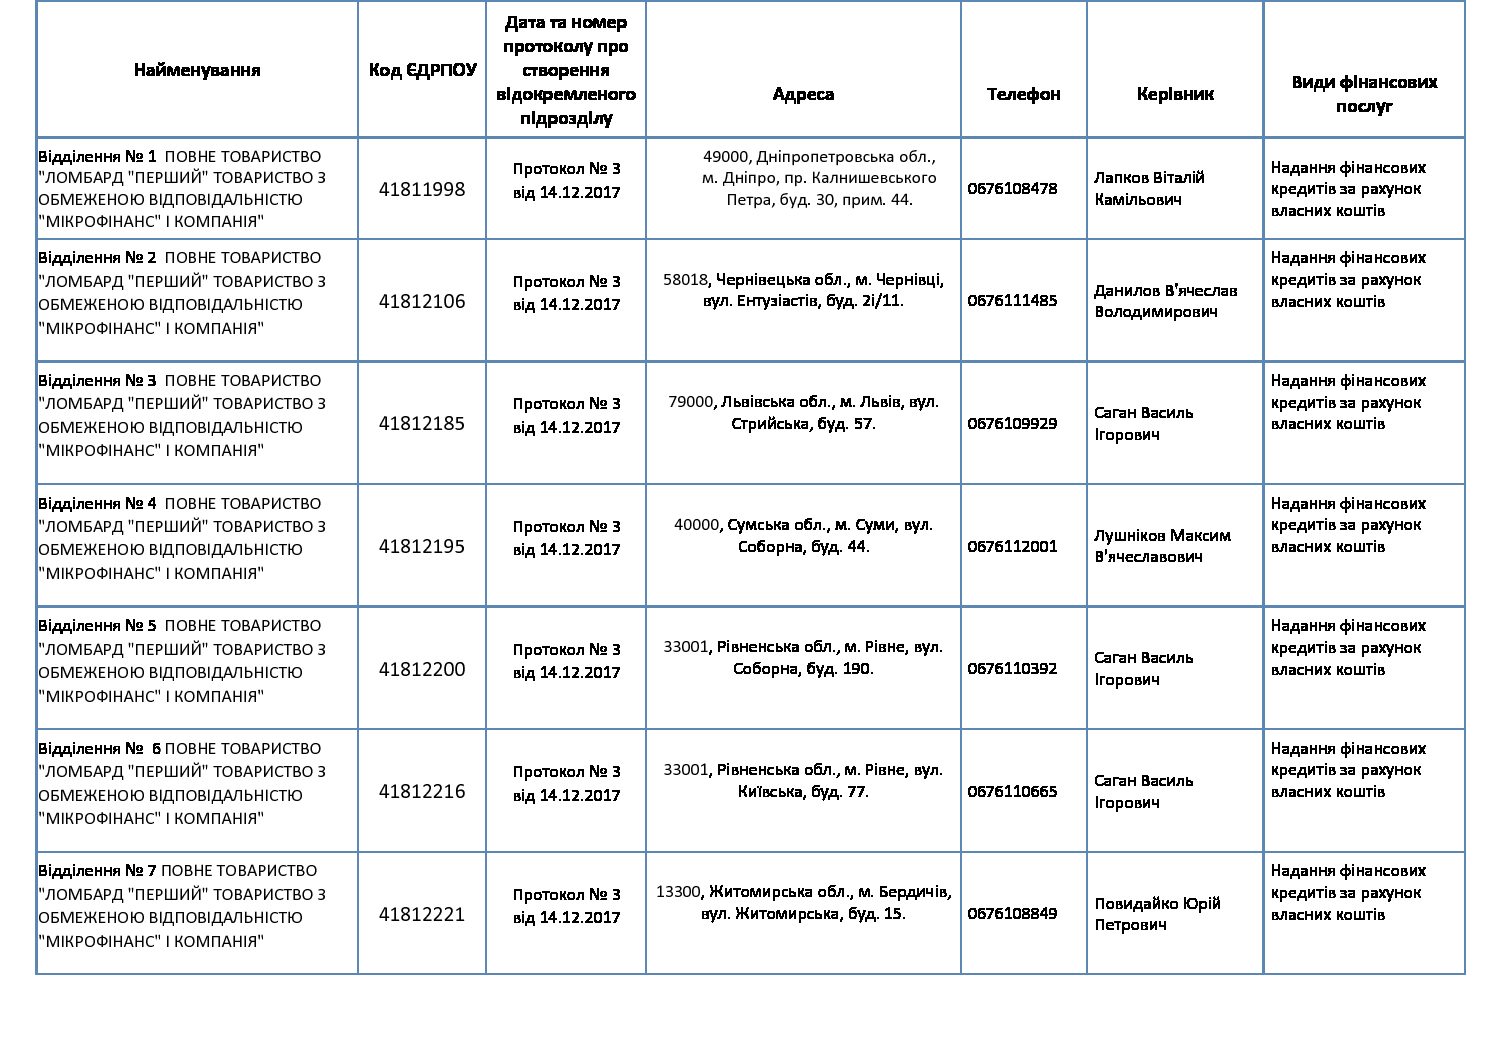 Найменування
Код ЄДРПОУ
Дата та номер
протоколу про
створення
відокремленого
підрозділу
Адреса
Телефон
Керівник
Види фінансових
послуг
Відділення № 1 ПОВНЕ ТОВАРИСТВО
"ЛОМБАРД "ПЕРШИЙ" ТОВАРИСТВО З
ОБМЕЖЕНОЮ ВІДПОВІДАЛЬНІСТЮ
"МІКРОФІНАНС" І КОМПАНІЯ"
41811998
Протокол № 3
від 14.12.2017
49000, Дніпропетровська обл.,
м. Дніпро, пр. Калнишевського
Петра, буд. 30, прим. 44.
0676108478
Лапков Віталій
Камільович
Надання фінансових
кредитів за рахунок
власних коштів
Відділення № 2 ПОВНЕ ТОВАРИСТВО
"ЛОМБАРД "ПЕРШИЙ" ТОВАРИСТВО З
ОБМЕЖЕНОЮ ВІДПОВІДАЛЬНІСТЮ
"МІКРОФІНАНС" І КОМПАНІЯ"
41812106
Протокол № 3
від 14.12.2017
58018, Чернівецька обл., м. Чернівці,
вул. Ентузіастів, буд. 2і/11.
0676111485
Данилов В'ячеслав
Володимирович
Надання фінансових
кредитів за рахунок
власних коштів
Відділення № 3 ПОВНЕ ТОВАРИСТВО
"ЛОМБАРД "ПЕРШИЙ" ТОВАРИСТВО З
ОБМЕЖЕНОЮ ВІДПОВІДАЛЬНІСТЮ
"МІКРОФІНАНС" І КОМПАНІЯ"
41812185
Протокол № 3
від 14.12.2017
79000, Львівська обл., м. Львів, вул.
Стрийська, буд. 57.
0676109929
Саган Василь
Ігорович
Надання фінансових
кредитів за рахунок
власних коштів
Відділення № 4 ПОВНЕ ТОВАРИСТВО
"ЛОМБАРД "ПЕРШИЙ" ТОВАРИСТВО З
ОБМЕЖЕНОЮ ВІДПОВІДАЛЬНІСТЮ
"МІКРОФІНАНС" І КОМПАНІЯ"
41812195
Протокол № 3
від 14.12.2017
40000, Сумська обл., м. Суми, вул.
Соборна, буд. 44.
0676112001
Лушніков Максим
В'ячеславович
Надання фінансових
кредитів за рахунок
власних коштів
Відділення № 5 ПОВНЕ ТОВАРИСТВО
"ЛОМБАРД "ПЕРШИЙ" ТОВАРИСТВО З
ОБМЕЖЕНОЮ ВІДПОВІДАЛЬНІСТЮ
"МІКРОФІНАНС" І КОМПАНІЯ"
41812200
Протокол № 3
від 14.12.2017
33001, Рівненська обл., м. Рівне, вул.
Соборна, буд. 190.
0676110392
Саган Василь
Ігорович
Надання фінансових
кредитів за рахунок
власних коштів
Відділення № 6 ПОВНЕ ТОВАРИСТВО
"ЛОМБАРД "ПЕРШИЙ" ТОВАРИСТВО З
ОБМЕЖЕНОЮ ВІДПОВІДАЛЬНІСТЮ
"МІКРОФІНАНС" І КОМПАНІЯ"
41812216
Протокол № 3
від 14.12.2017
33001, Рівненська обл., м. Рівне, вул.
Київська, буд. 77.
0676110665
Саган Василь
Ігорович
Надання фінансових
кредитів за рахунок
власних коштів
Відділення № 7 ПОВНЕ ТОВАРИСТВО
"ЛОМБАРД "ПЕРШИЙ" ТОВАРИСТВО З
ОБМЕЖЕНОЮ ВІДПОВІДАЛЬНІСТЮ
"МІКРОФІНАНС" І КОМПАНІЯ"
41812221
Протокол № 3
від 14.12.2017
13300, Житомирська обл., м. Бердичів,
вул. Житомирська, буд. 15.
0676108849
Повидайко Юрій
Петрович
Надання фінансових
кредитів за рахунок
власних коштів